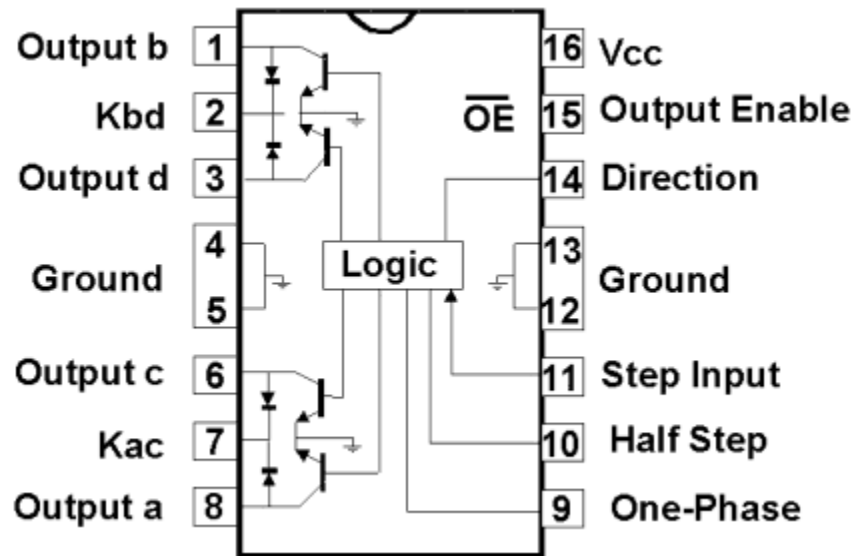 Output b 1 16 Vcc
Kbd 2 OE 15 Output Enable
Output d 3 14 Direction
4 13
Ground Logic Ground
5 12
Output c 6 11 Step Input
Kac 7 10 Half Step
Output a 8 9 One-Phase